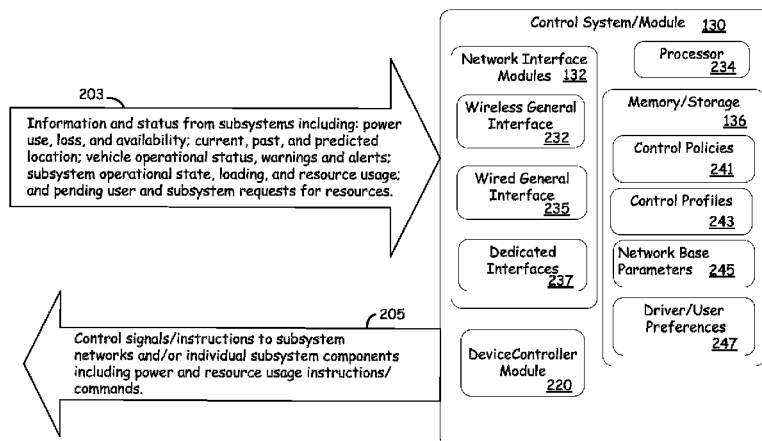 Control System/Module 130
203
Network Interface
Modules 132
Processor
234
Information and status from subsystems including: power
use, loss, and availability; current, past, and predicted
location; vehicle operational status, warnings and alerts;
subsystem operational state, loading, and resource usage;
and pending user and subsystem requests for resources.
Wireless General
Interface
232
Wired General
Interface
235
Dedicated
Interfaces
237
Memory/Storage
136
Control Policies
241
Control Profiles
243
Network Base
Parameters 245
Driver/User
Preferences
247
205
Control signals/instructions to subsystem
networks and/or individual subsystem components
including power and resource usage instructions/
commands.
DeviceController
Module
220